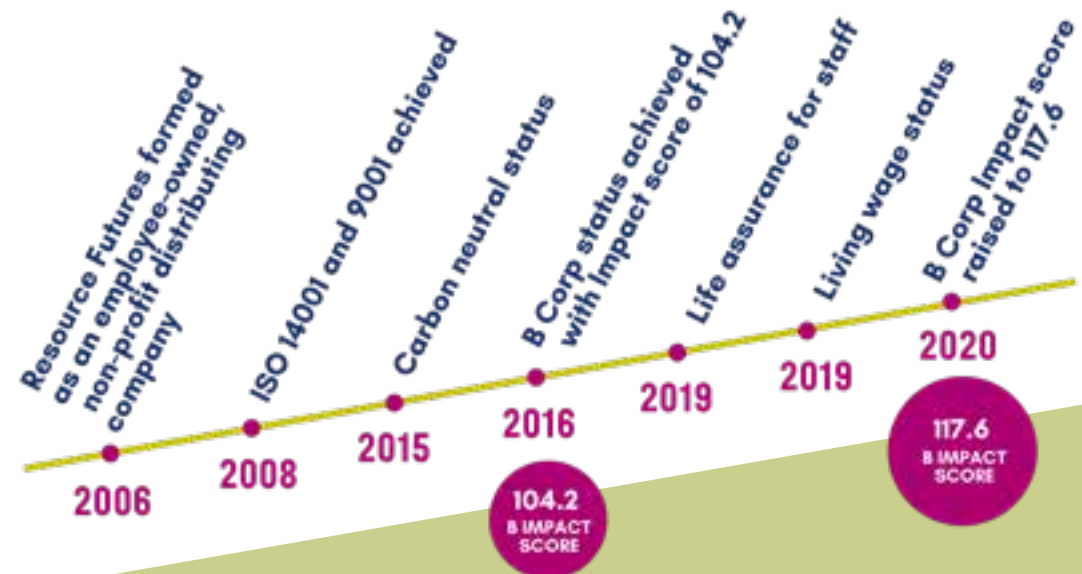 Resource Futures formed
as an employee-owned,
non-profit distributing
company
2006
ISO 14001 and 9001 achieved
2008
Carbon neutral status
2015
B Corp status achieved
with Impact score of 104.2
2016
104.2
B IMPACT
SCORE
Life assurance for staff
2019
Living wage status
2019
B Corp Impact score
raised to 117.6
2020
117.6
B IMPACT
SCORE